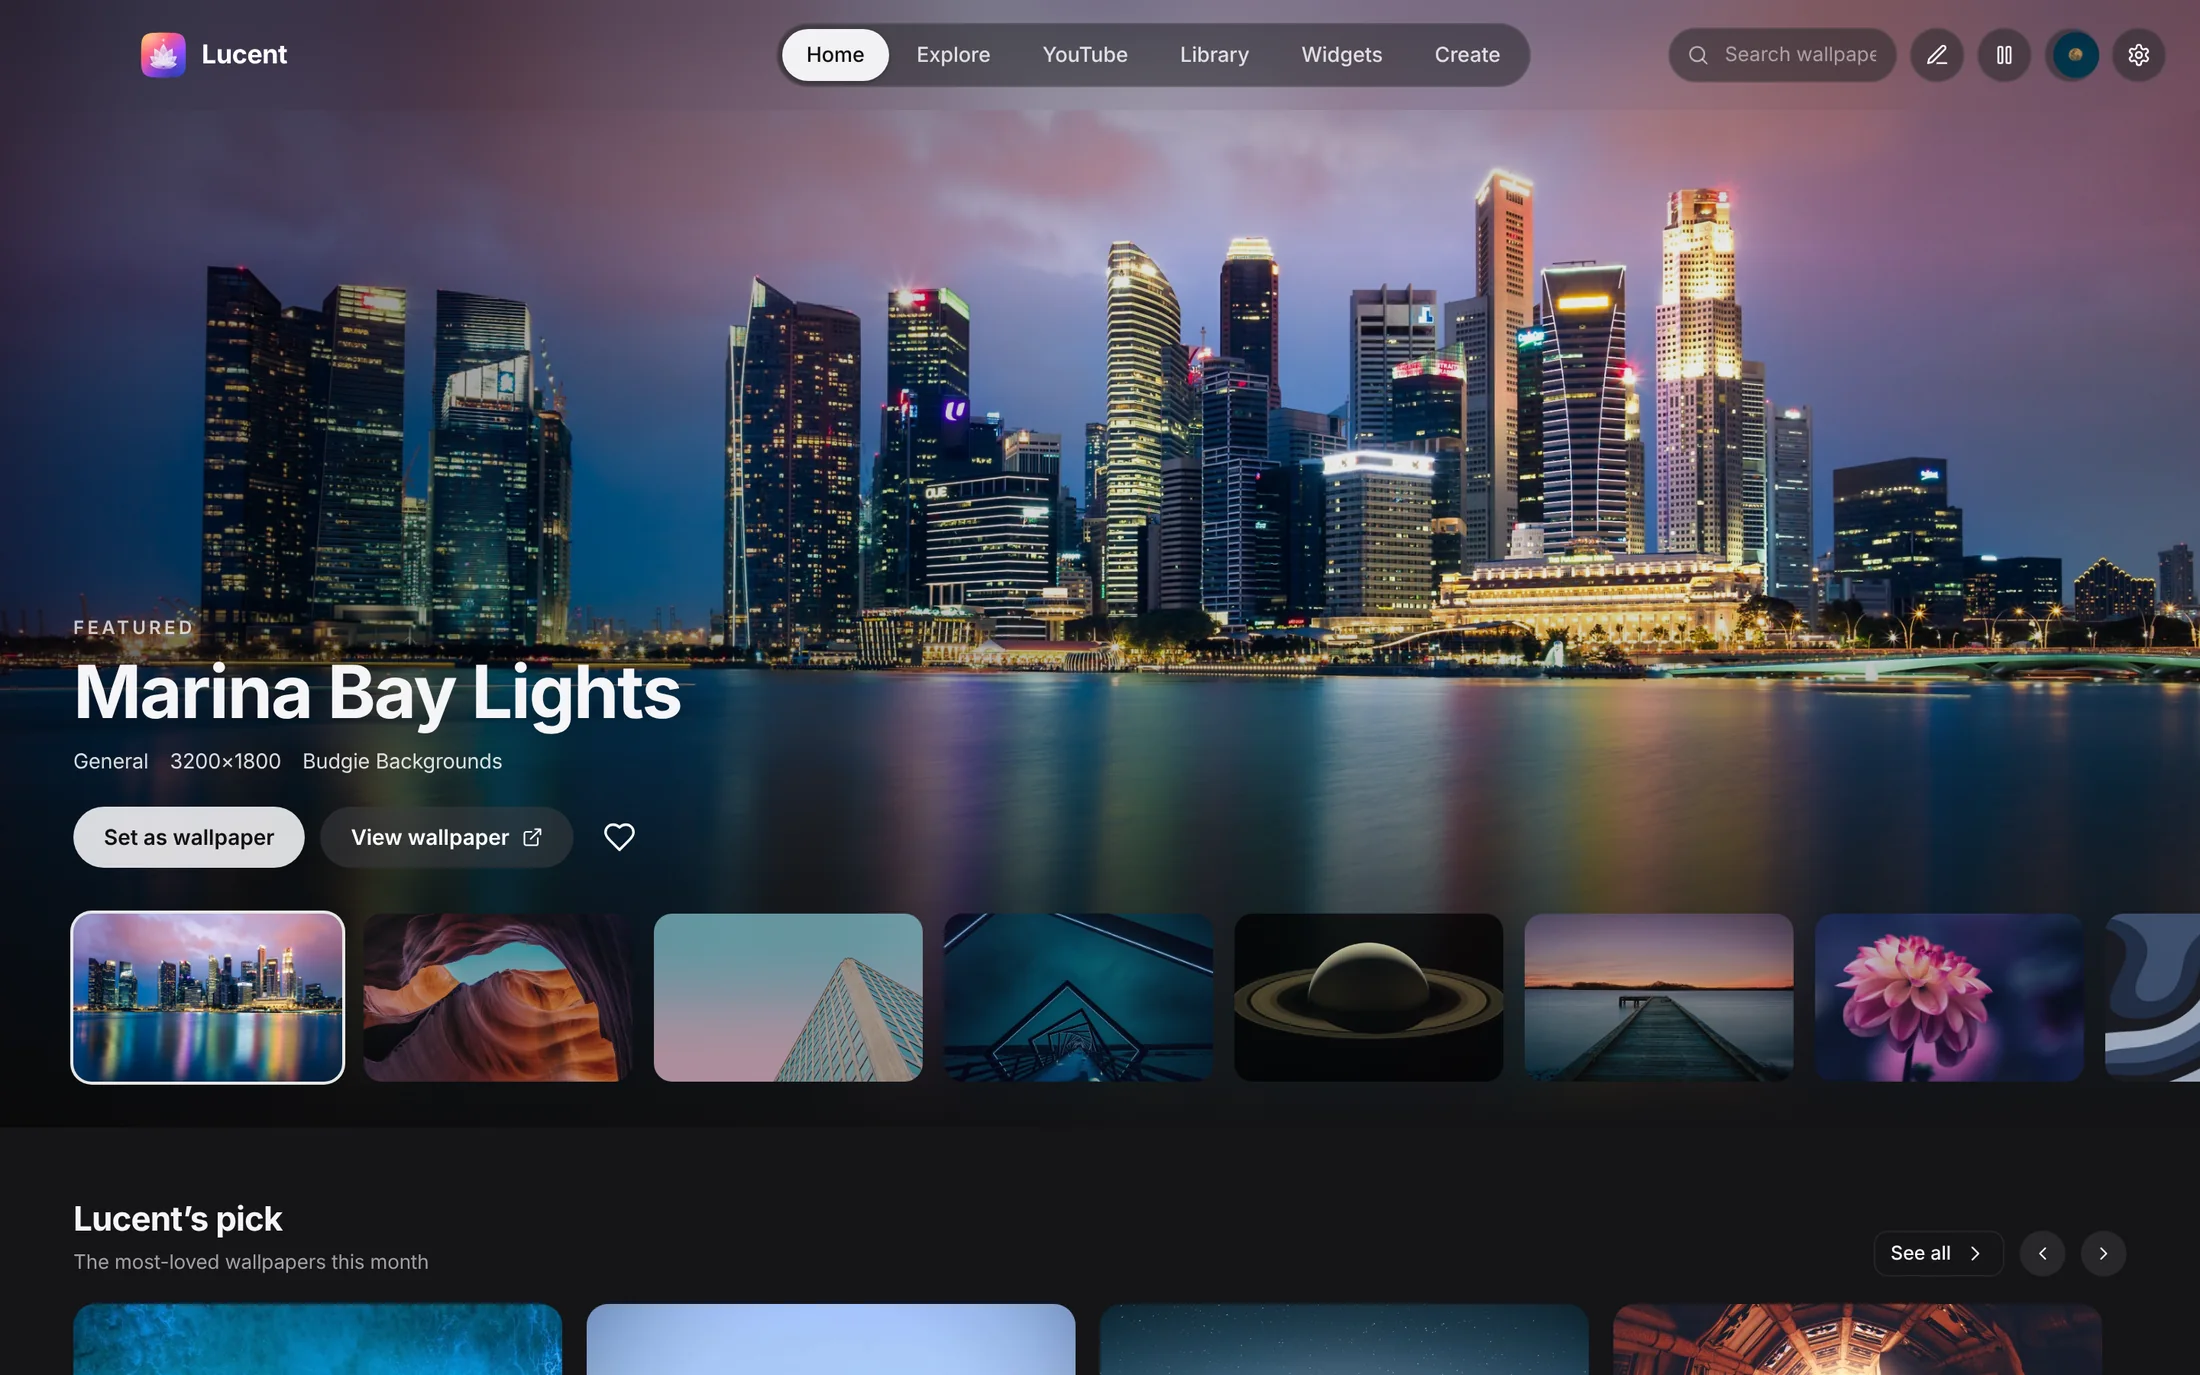 Lucent
Home Explore YouTube Library Widgets Create
Search wallpape
OUE
FEATURED
Marina Bay Lights
General 3200×1800 Budgie Backgrounds
Set as wallpaper View wallpaper
Lucent’s pick
The most-loved wallpapers this month
See all